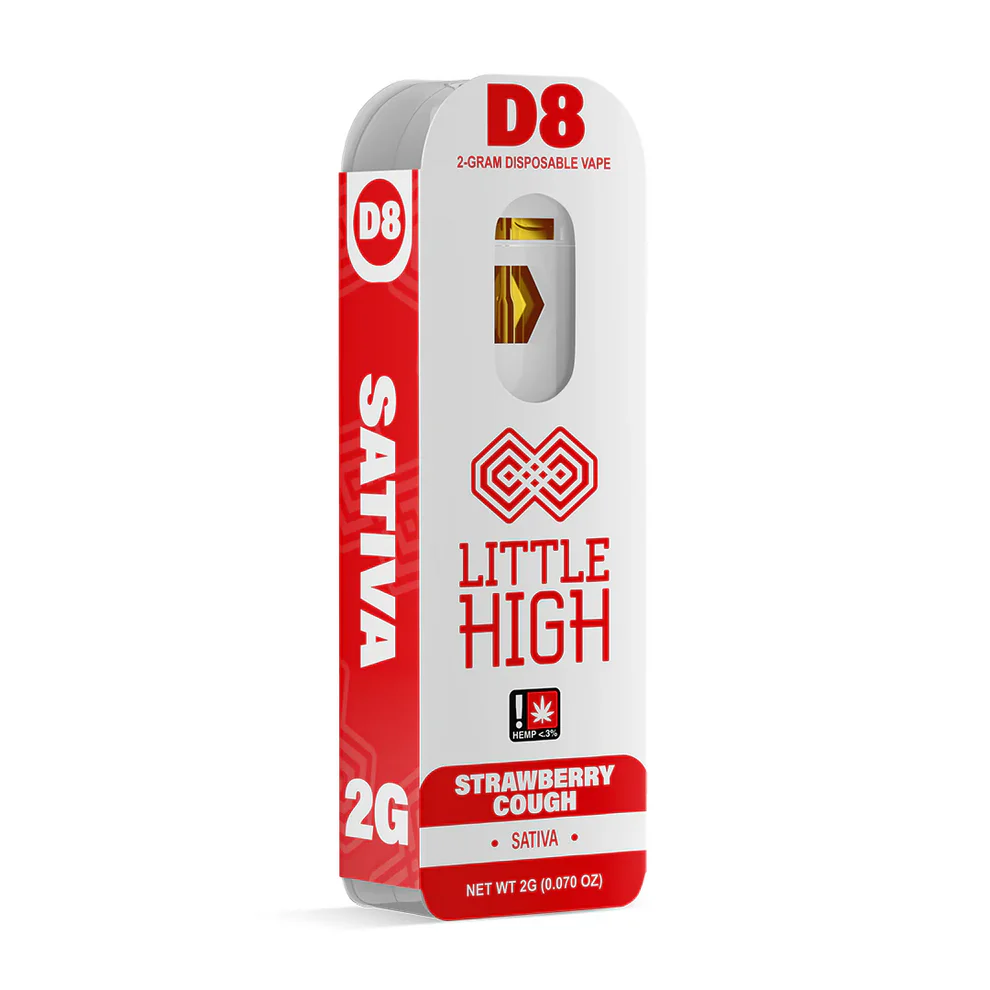 D8
2-GRAM DISPOSABLE VAPE
D8
SATIVA
2G
LITTLE
HIGH
!
HEMP <.3%
STRAWBERRY
COUGH
• SATIVA •
NET WT 2G (0.070 OZ)